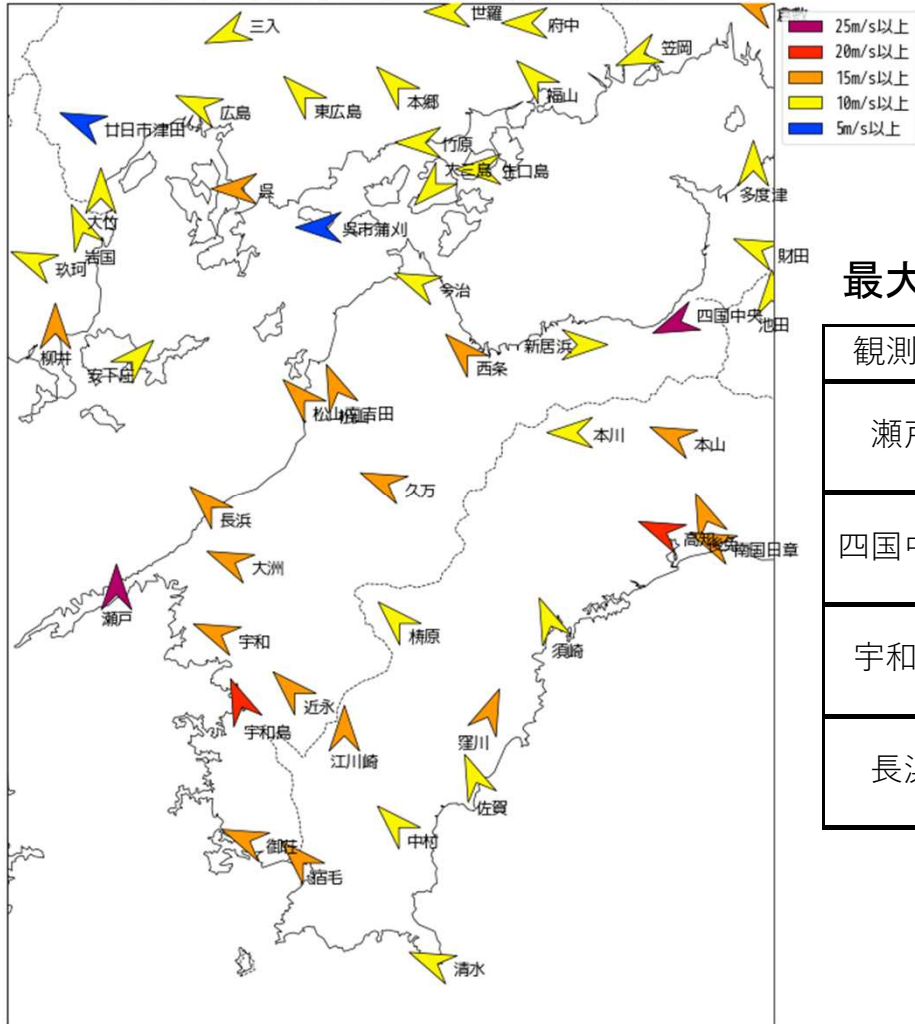 世羅
府中
三入
笠岡
25m/s以上
20m/s以上
15m/s以上
10m/s以上
5m/s以上
福山
本郷
東広島
広島
廿日市津田
竹原
大三島
生口島
呉
多度津
大竹
呉市蒲刈
岩国
玖珂
財田
今治
四国中央
池田
柳井
安下庄
新居浜
西条
松山南吉田
本川
本山
久万
長浜
高知
南国日章
大洲
瀬戸
宇和
梼原
須崎
近永
宇和島
江川崎
窪川
佐賀
御荘
中村
宿毛
清水
最大
観測
瀬戸
四国中
宇和
長浜